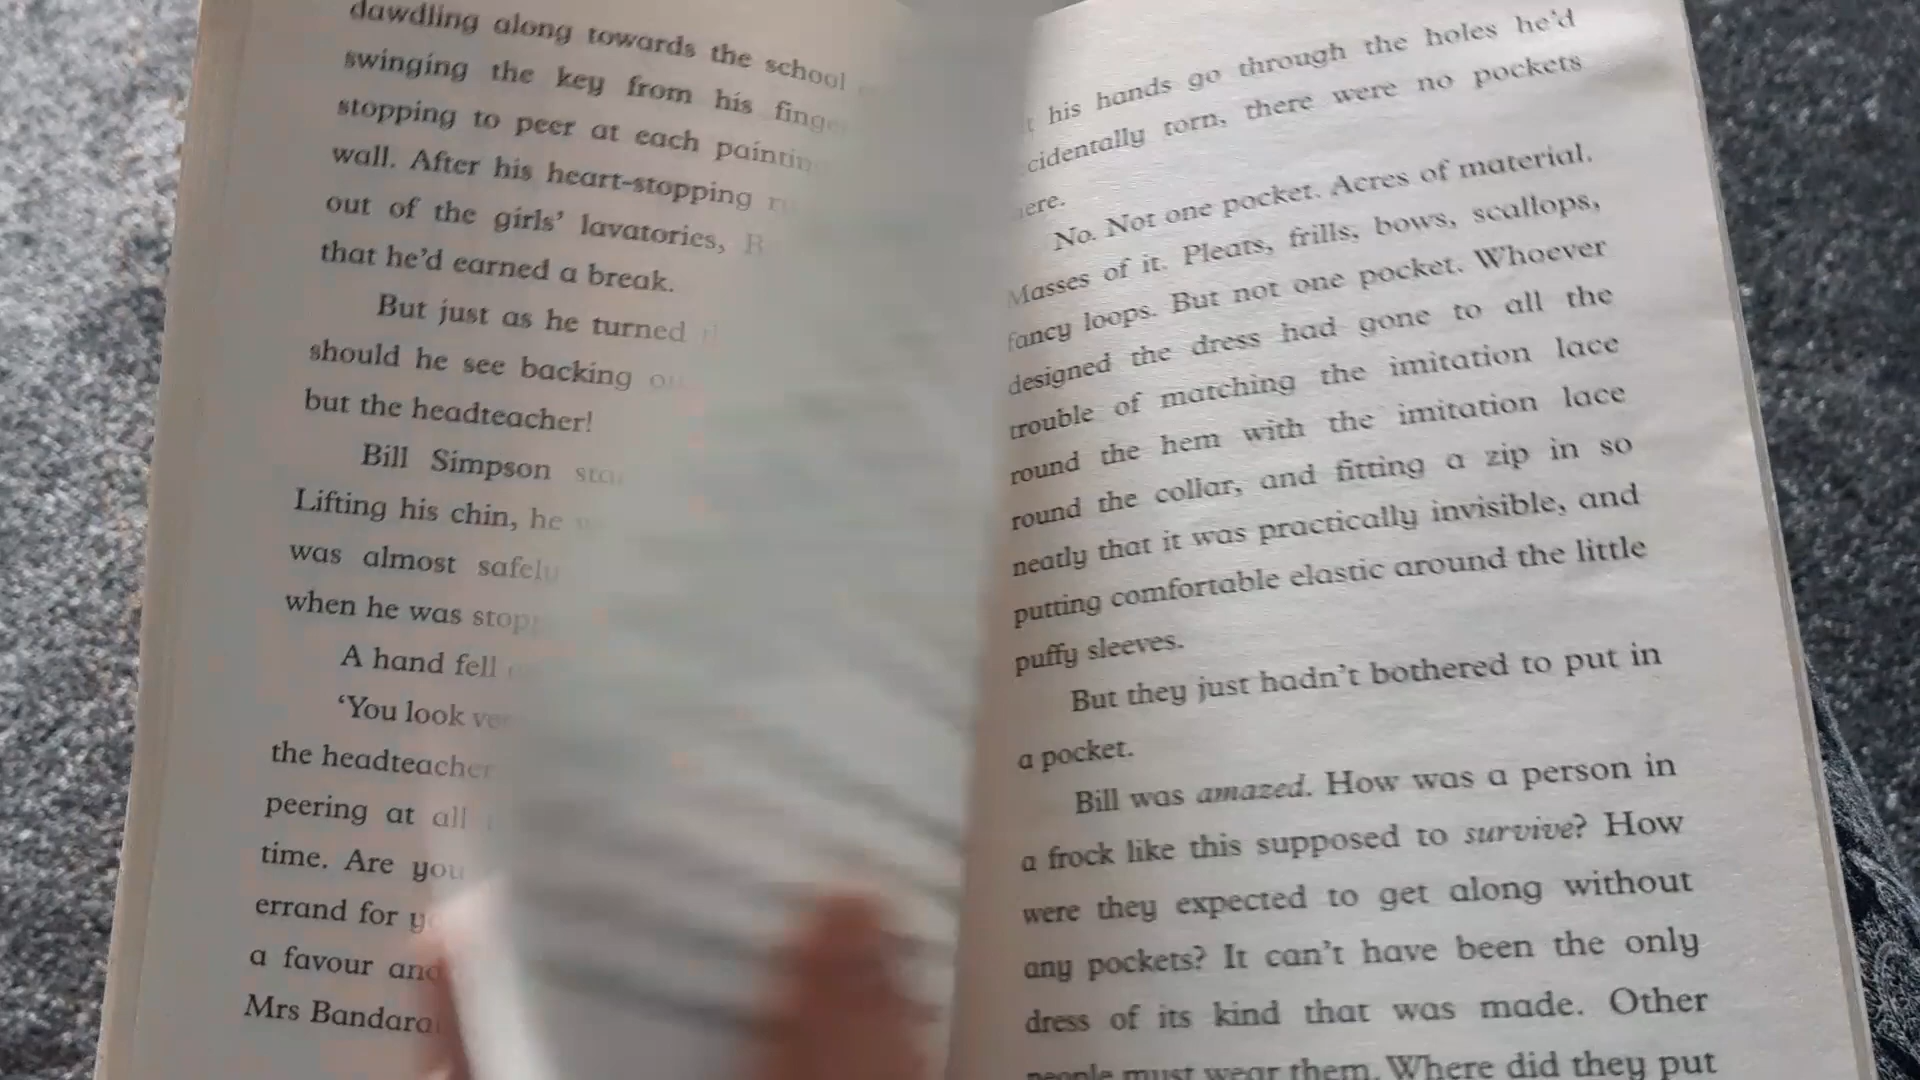 dawdling along towards the school
swinging the key from his
stopping to peer at each
wall. After his heart-stopping
out of the girls' lavatories,
that he'd earned a break.
But just as he turned
should he see backing
but the headteacher!
Bill Simpson
Lifting his chin, he
was almost safely
when he was
A hand fell
'You look
the headteacher
peering at all
time. Are you
errand for
a favour and
Mrs Bandara
his hands go through the holes he'd
torn, there were no pockets
No. Not one pocket. Acres of material.
Masses of it. Pleats, frills, bows, scallops,
fancy loops. But not one pocket. Whoever
designed the dress had gone to all the
trouble of matching the imitation lace
round the hem with the imitation lace
round the collar, and fitting a zip in so
neatly that it was practically invisible, and
putting comfortable elastic around the little
puffy sleeves.
But they just hadn't bothered to put in
a pocket.
Bill was amazed. How was a person in
a frock like this supposed to survive? How
were they expected to get along without
any pockets? It can't have been the only
dress of its kind that was made. Other
people must wear them. Where did they put